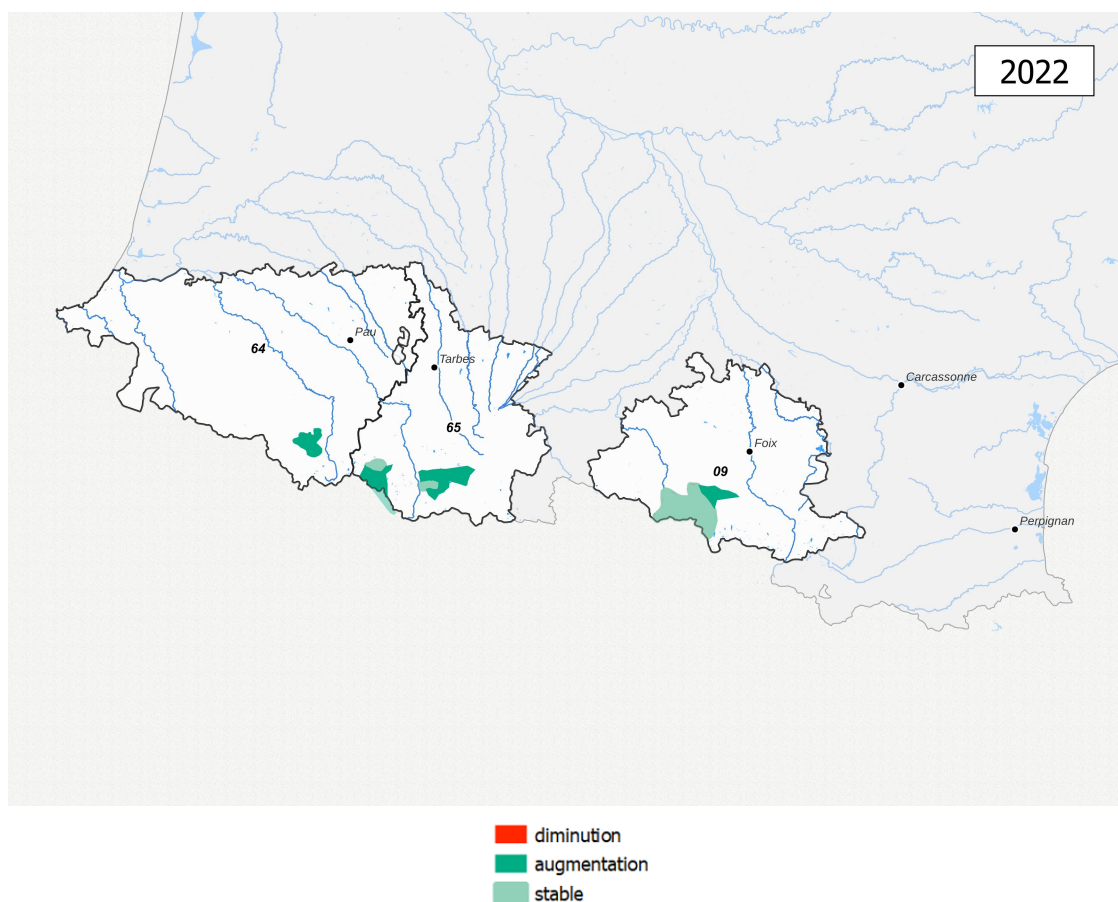 2022
Pau
64
Tarbes
Carcassonne
65
Foix
09
Perpignan
diminution
augmentation
stable